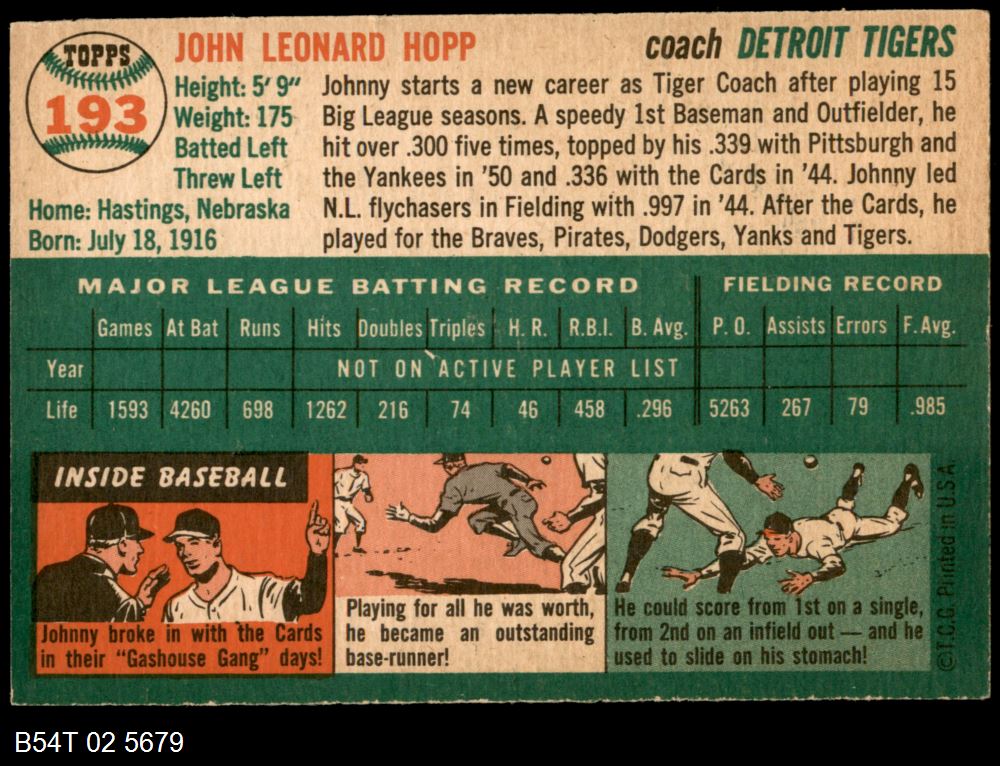 TOPPS
193
JOHN LEONARD HOPP
coach DETROIT TIGERS
Height: 5' 9"
Weight: 175
Batted Left
Threw Left
Home: Hastings, Nebraska
Born: July 18, 1916
Johnny starts a new career as Tiger Coach after playing 15
Big League seasons. A speedy 1st Baseman and Outfielder, he
hit over .300 five times, topped by his .339 with Pittsburgh and
the Yankees in '50 and .336 with the Cards in '44. Johnny led
N.L. flychasers in Fielding with .997 in '44. After the Cards, he
played for the Braves, Pirates, Dodgers, Yanks and Tigers.
MAJOR LEAGUE BATTING RECORD FIELDING RECORD
Games At Bat Runs Hits Doubles Triples H. R. R.B.I. B. Avg. P. O. Assists Errors F. Avg.
Year NOT ON ACTIVE PLAYER LIST
Life 1593 4260 698 1262 216 74 46 458 .296 5263 267 79 .985
INSIDE BASEBALL
Johnny broke in with the Cards
in their "Gashouse Gang" days!
Playing for all he was worth,
he became an outstanding
base-runner!
He could score from 1st on a single,
from 2nd on an infield out — and he
used to slide on his stomach!
©T.C.G. Printed in U.S.A.
B54T 02 5679